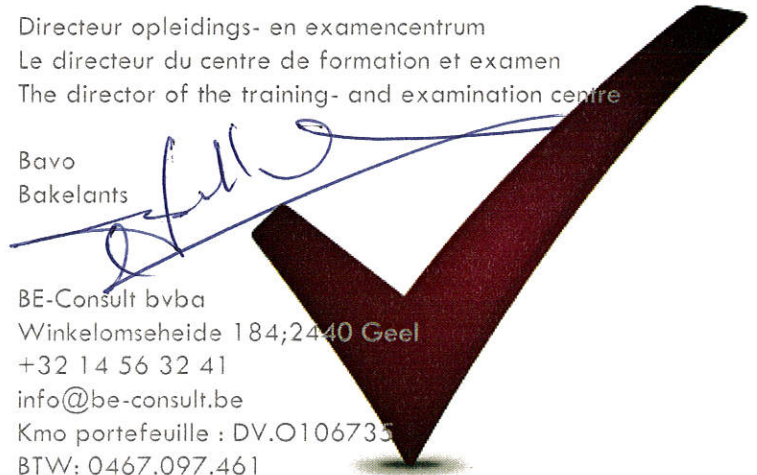 Directeur opleidings- en examencentrum
Le directeur du centre de formation et examen
The director of the training- and examination centre
Bavo
Bakelants
BE-Consult bvba
Winkelomseheide 184;2440 Geel
+32 14 56 32 41
info@be-consult.be
Kmo portefeuille : DV.O106735
BTW: 0467.097.461